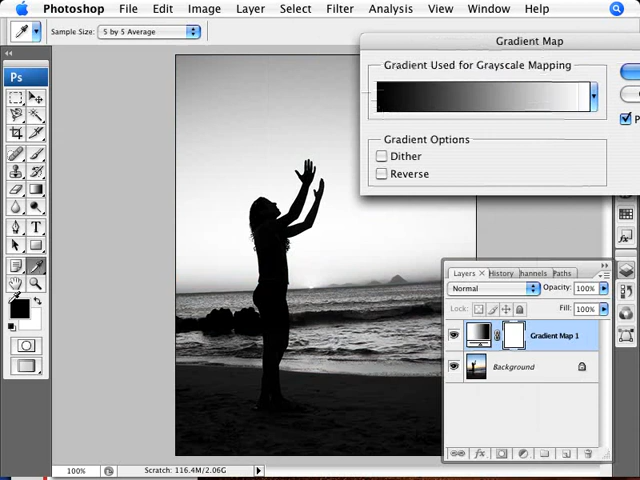 Photoshop File Edit Image Layer Select Filter Analysis View Window Help
Sample Size: 5 by 5 Average
Gradient Map
Gradient Used for Grayscale Mapping
Gradient Options
Dither
Reverse
Ps
T
Layers × History hannels Paths
Normal Opacity: 100%
Lock: Fill: 100%
Gradient Map 1
Background
fx
100% Scratch: 116.4M/2.06G